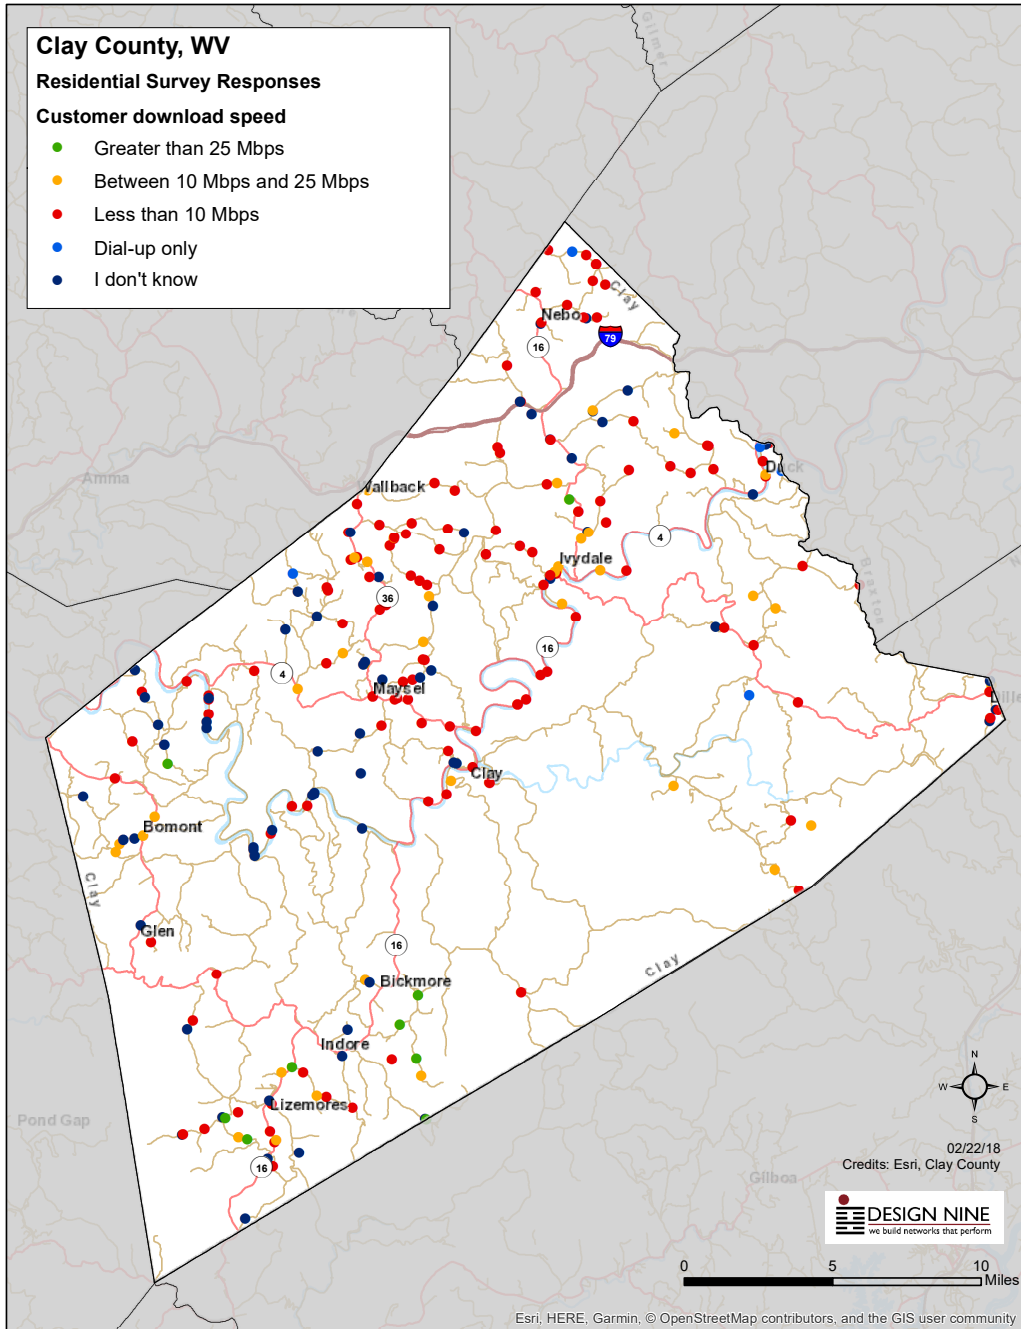 Clay County, WV
Residential Survey Responses
Customer download speed
Greater than 25 Mbps
Between 10 Mbps and 25 Mbps
Less than 10 Mbps
Dial-up only
I don't know
Gilmer
Clay
Nebo
79
16
Amma
Wallback
Duck
4
Ivydale
36
Braxton
16
4
Maysel
Clay
Bomont
Clay
Glen
16
Clay
Bickmore
Indore
Lizemores
Pond Gap
16
Gilboa
N
W
E
S
02/22/18
Credits: Esri, Clay County
DESIGN NINE
we build networks that perform
0
5
10
Miles
Esri, HERE, Garmin, © OpenStreetMap contributors, and the GIS user community